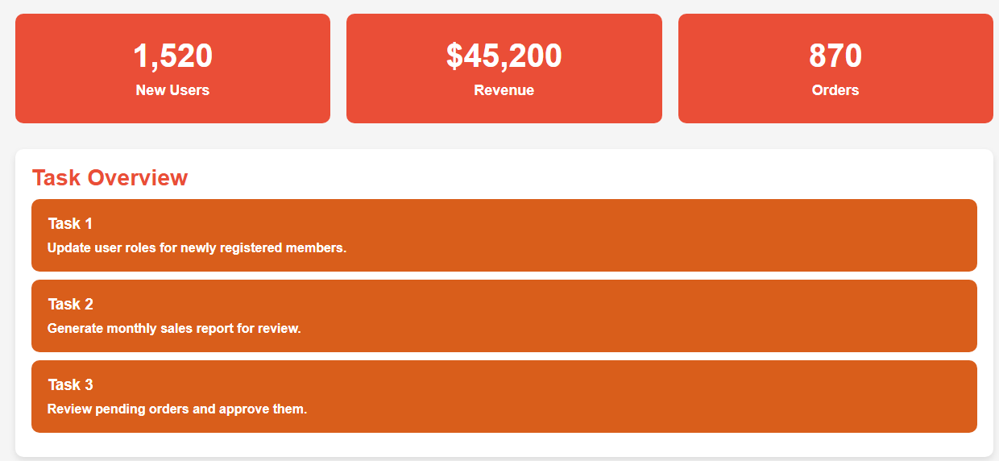 1,520
New Users
$45,200
Revenue
870
Orders
Task Overview
Task 1
Update user roles for newly registered members.
Task 2
Generate monthly sales report for review.
Task 3
Review pending orders and approve them.